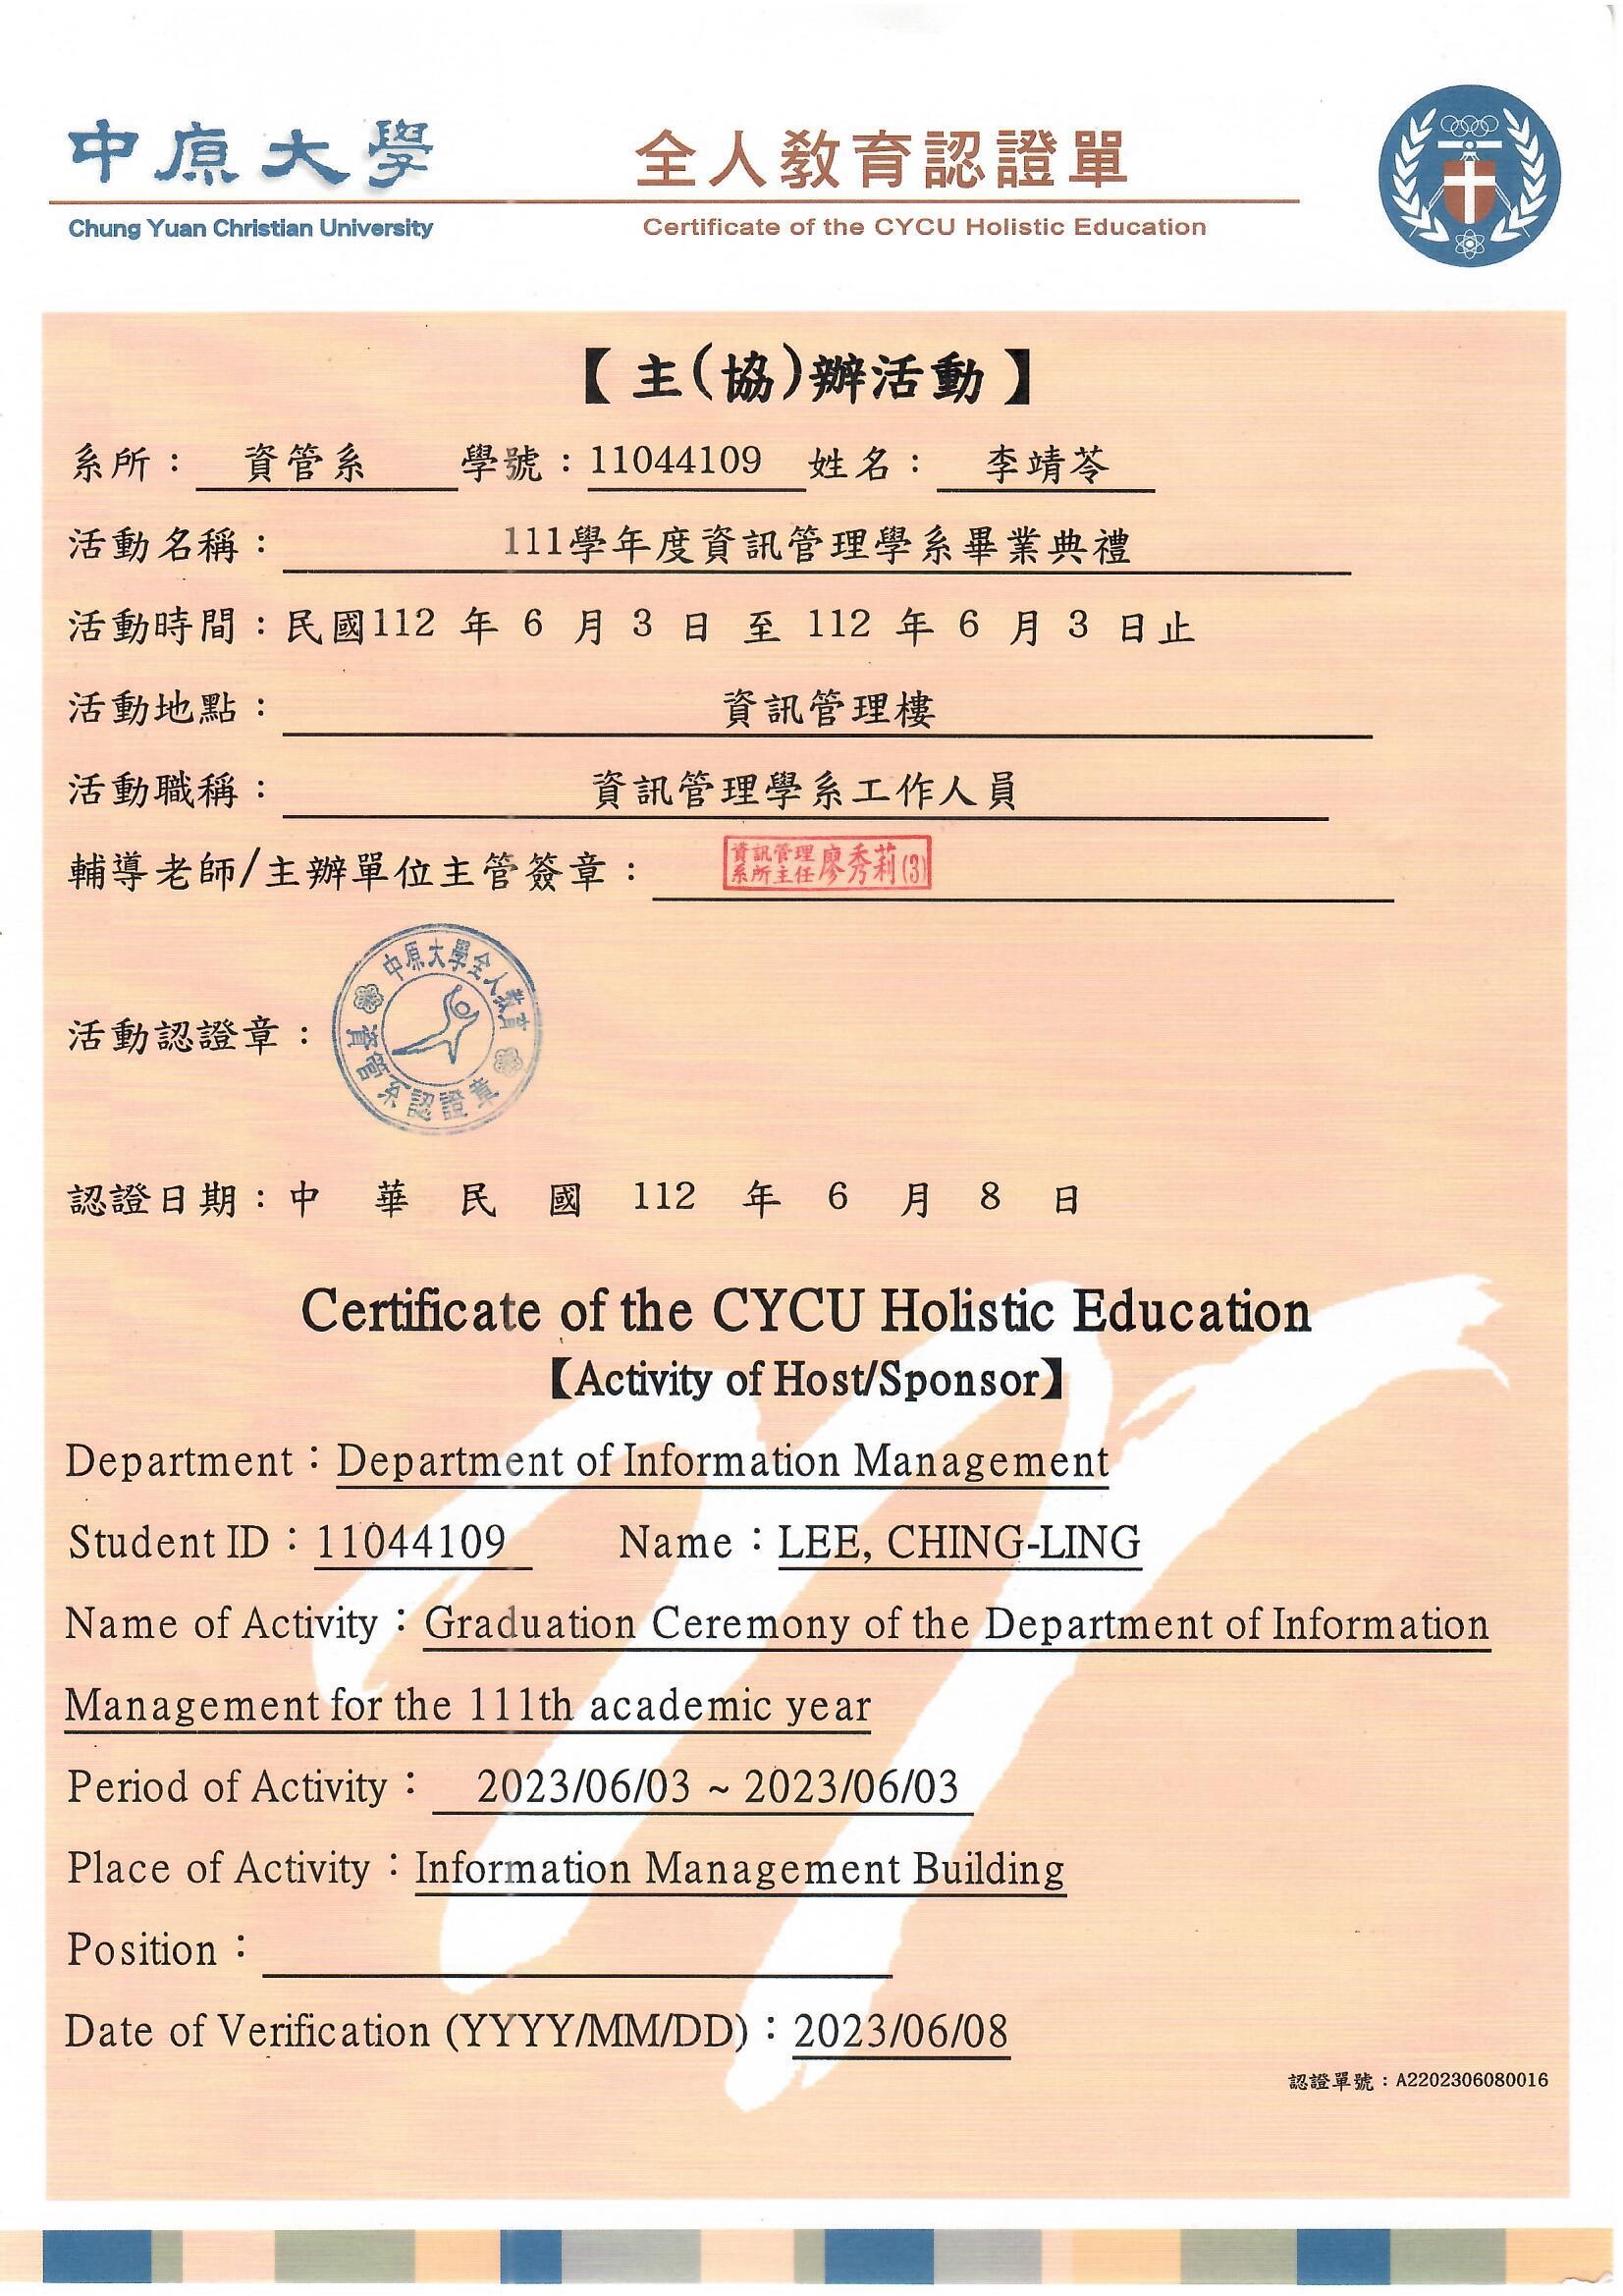 中原大學 全人教育認證單
Chung Yuan Christian University Certificate of the CYCU Holistic Education
【主(協)辦活動】
系所： 資管系 學號：11044109 姓名： 李靖苓
活動名稱： 111學年度資訊管理學系畢業典禮
活動時間：民國112 年 6 月 3 日 至 112 年 6 月 3 日止
活動地點： 資訊管理樓
活動職稱： 資訊管理學系工作人員
輔導老師/主辦單位主管簽章：
資訊管理
系所主任 廖秀莉(3)
中原大學全人教育
資管系認證章
活動認證章：
認證日期：中 華 民 國 112 年 6 月 8 日
Certificate of the CYCU Holistic Education
【Activity of Host/Sponsor】
Department：Department of Information Management
Student ID：11044109 Name：LEE, CHING-LING
Name of Activity：Graduation Ceremony of the Department of Information
Management for the 111th academic year
Period of Activity： 2023/06/03 ~ 2023/06/03
Place of Activity：Information Management Building
Position：
Date of Verification (YYYY/MM/DD)：2023/06/08
認證單號：A2202306080016